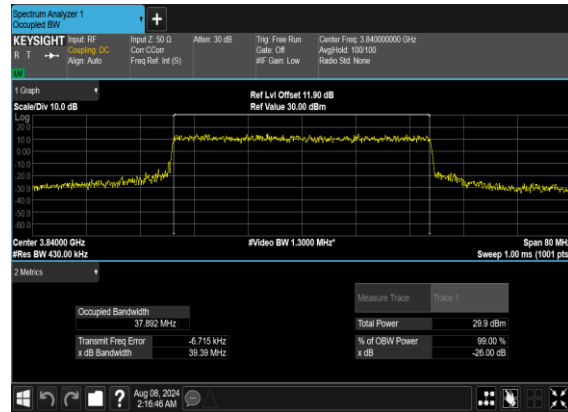 Spectrum Analyzer 1
Occupied BW
+
KEYSIGHT Input: RF Input Z: 50 Ω Atten: 30 dB Trig: Free Run Center Freq: 3.840000000 GHz
R T Coupling: DC Corr CCorr Gate: Off Avg|Hold: 100/100
Align: Auto Freq Ref: Int (S) #IF Gain: Low Radio Std: None
1 Graph
Ref Lvl Offset 11.90 dB
Scale/Div 10.0 dB Ref Value 30.00 dBm
Log
20.0
10.0
0.00
-10.0
-20.0
-30.0
-40.0
-50.0
-60.0
Center 3.84000 GHz #Video BW 1.3000 MHz* Span 80 MHz
#Res BW 430.00 kHz Sweep 1.00 ms (1001 pts
2 Metrics
Measure Trace Trace 1
Occupied Bandwidth
37.892 MHz
Total Power 29.9 dBm
Transmit Freq Error -6.715 kHz % of OBW Power 99.00 %
x dB Bandwidth 39.39 MHz x dB -26.00 dB
? Aug 08, 2024
2:16:46 AM